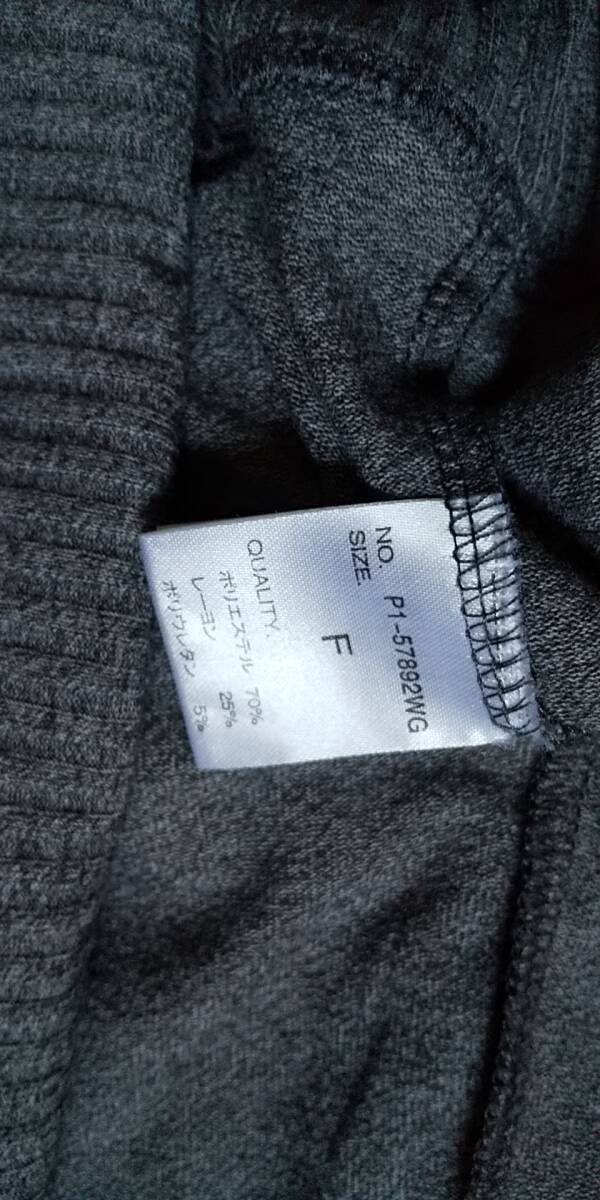 NO. P1-57892WG
SIZE.
F
QUALITY.
ポリエステル 70%
レーヨン 25%
ポリウレタン 5%